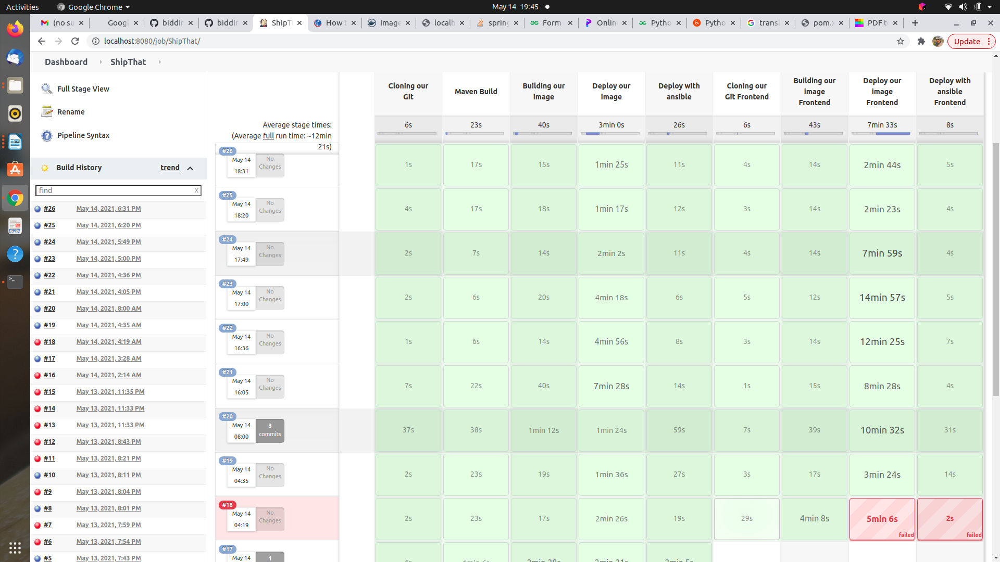 Activities
Google Chrome
May 14 19:45
(no su
Googl
biddin
biddin
ShipT
How t
Image
localh
spring
Form
Onlin
Pytho
Pytho
transl
pom.x
PDF t
localhost:8080/job/ShipThat/
Update
Dashboard
ShipThat
Full Stage View
Rename
Pipeline Syntax
Build History
trend
find
x
#26 May 14, 2021, 6:31 PM
#25 May 14, 2021, 6:20 PM
#24 May 14, 2021, 5:49 PM
#23 May 14, 2021, 5:00 PM
#22 May 14, 2021, 4:36 PM
#21 May 14, 2021, 4:05 PM
#20 May 14, 2021, 8:00 AM
#19 May 14, 2021, 4:35 AM
#18 May 14, 2021, 4:19 AM
#17 May 14, 2021, 3:28 AM
#16 May 14, 2021, 2:14 AM
#15 May 13, 2021, 11:35 PM
#14 May 13, 2021, 11:33 PM
#13 May 13, 2021, 11:33 PM
#12 May 13, 2021, 8:43 PM
#11 May 13, 2021, 8:21 PM
#10 May 13, 2021, 8:11 PM
#9 May 13, 2021, 8:04 PM
#8 May 13, 2021, 8:01 PM
#7 May 13, 2021, 7:59 PM
#6 May 13, 2021, 7:54 PM
#5 May 13, 2021, 7:43 PM
Cloning our
Git
Maven Build
Building our
image
Deploy our
image
Deploy with
ansible
Cloning our
Git Frontend
Building our
image
Frontend
Deploy our
image
Frontend
Deploy with
ansible
Frontend
Average stage times:
(Average full run time: ~12min
21s)
6s 23s 40s 3min 0s 26s 6s 43s 7min 33s 8s
#26
May 14
18:31
No
Changes
1s 17s 15s 1min 25s 11s 4s 14s 2min 44s 5s
#25
May 14
18:20
No
Changes
4s 17s 18s 1min 17s 12s 3s 14s 2min 23s 4s
#24
May 14
17:49
No
Changes
2s 7s 14s 2min 2s 11s 4s 14s 7min 59s 4s
#23
May 14
17:00
No
Changes
2s 6s 20s 4min 18s 6s 5s 12s 14min 57s 5s
#22
May 14
16:36
No
Changes
1s 6s 14s 4min 56s 8s 3s 14s 12min 25s 7s
#21
May 14
16:05
No
Changes
7s 22s 40s 7min 28s 14s 1s 15s 8min 28s 4s
#20
May 14
08:00
3
commits
37s 38s 1min 12s 1min 24s 59s 7s 39s 10min 32s 31s
#19
May 14
04:35
No
Changes
2s 23s 19s 1min 36s 27s 3s 17s 3min 24s 14s
#18
May 14
04:19
No
Changes
2s 23s 17s 2min 26s 19s 29s 4min 8s 5min 6s 2s
failed failed
#17
May 14
1